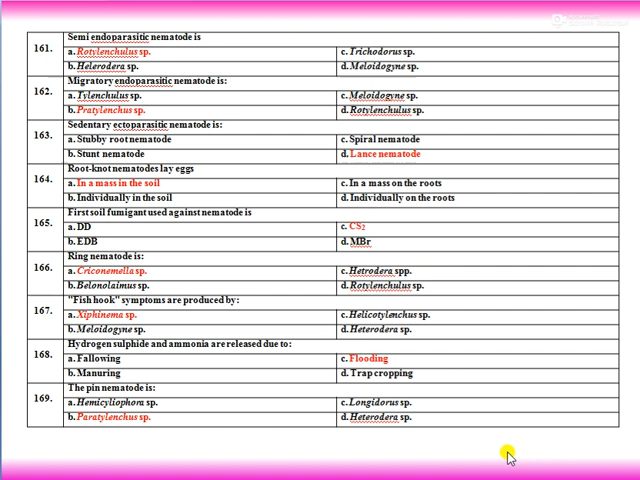 161. Semi endoparasitic nematode is
a. Rotylenchulus sp. c. Trichodorus sp.
b. Helerodera sp. d. Meloidogyne sp.
162. Migratory endoparasitic nematode is:
a. Tylenchulus sp. c. Meloidogyne sp.
b. Pratylenchus sp. d. Rotylenchulus sp.
163. Sedentary ectoparasitic nematode is:
a. Stubby root nematode c. Spiral nematode
b. Stunt nematode d. Lance nematode
164. Root-knot nematodes lay eggs
a. In a mass in the soil c. In a mass on the roots
b. Individually in the soil d. Individually on the roots
165. First soil fumigant used against nematode is
a. DD c. CS2
b. EDB d. MBr
166. Ring nematode is:
a. Criconemella sp. c. Hetrodera spp.
b. Belonolaimus sp. d. Rotylenchulus sp.
167. "Fish hook" symptoms are produced by:
a. Xiphinema sp. c. Helicotylenchus sp.
b. Meloidogyne sp. d. Heterodera sp.
168. Hydrogen sulphide and ammonia are released due to:
a. Fallowing c. Flooding
b. Manuring d. Trap cropping
169. The pin nematode is:
a. Hemicyliophora sp. c. Longidorus sp.
b. Paratylenchus sp. d. Heterodera sp.